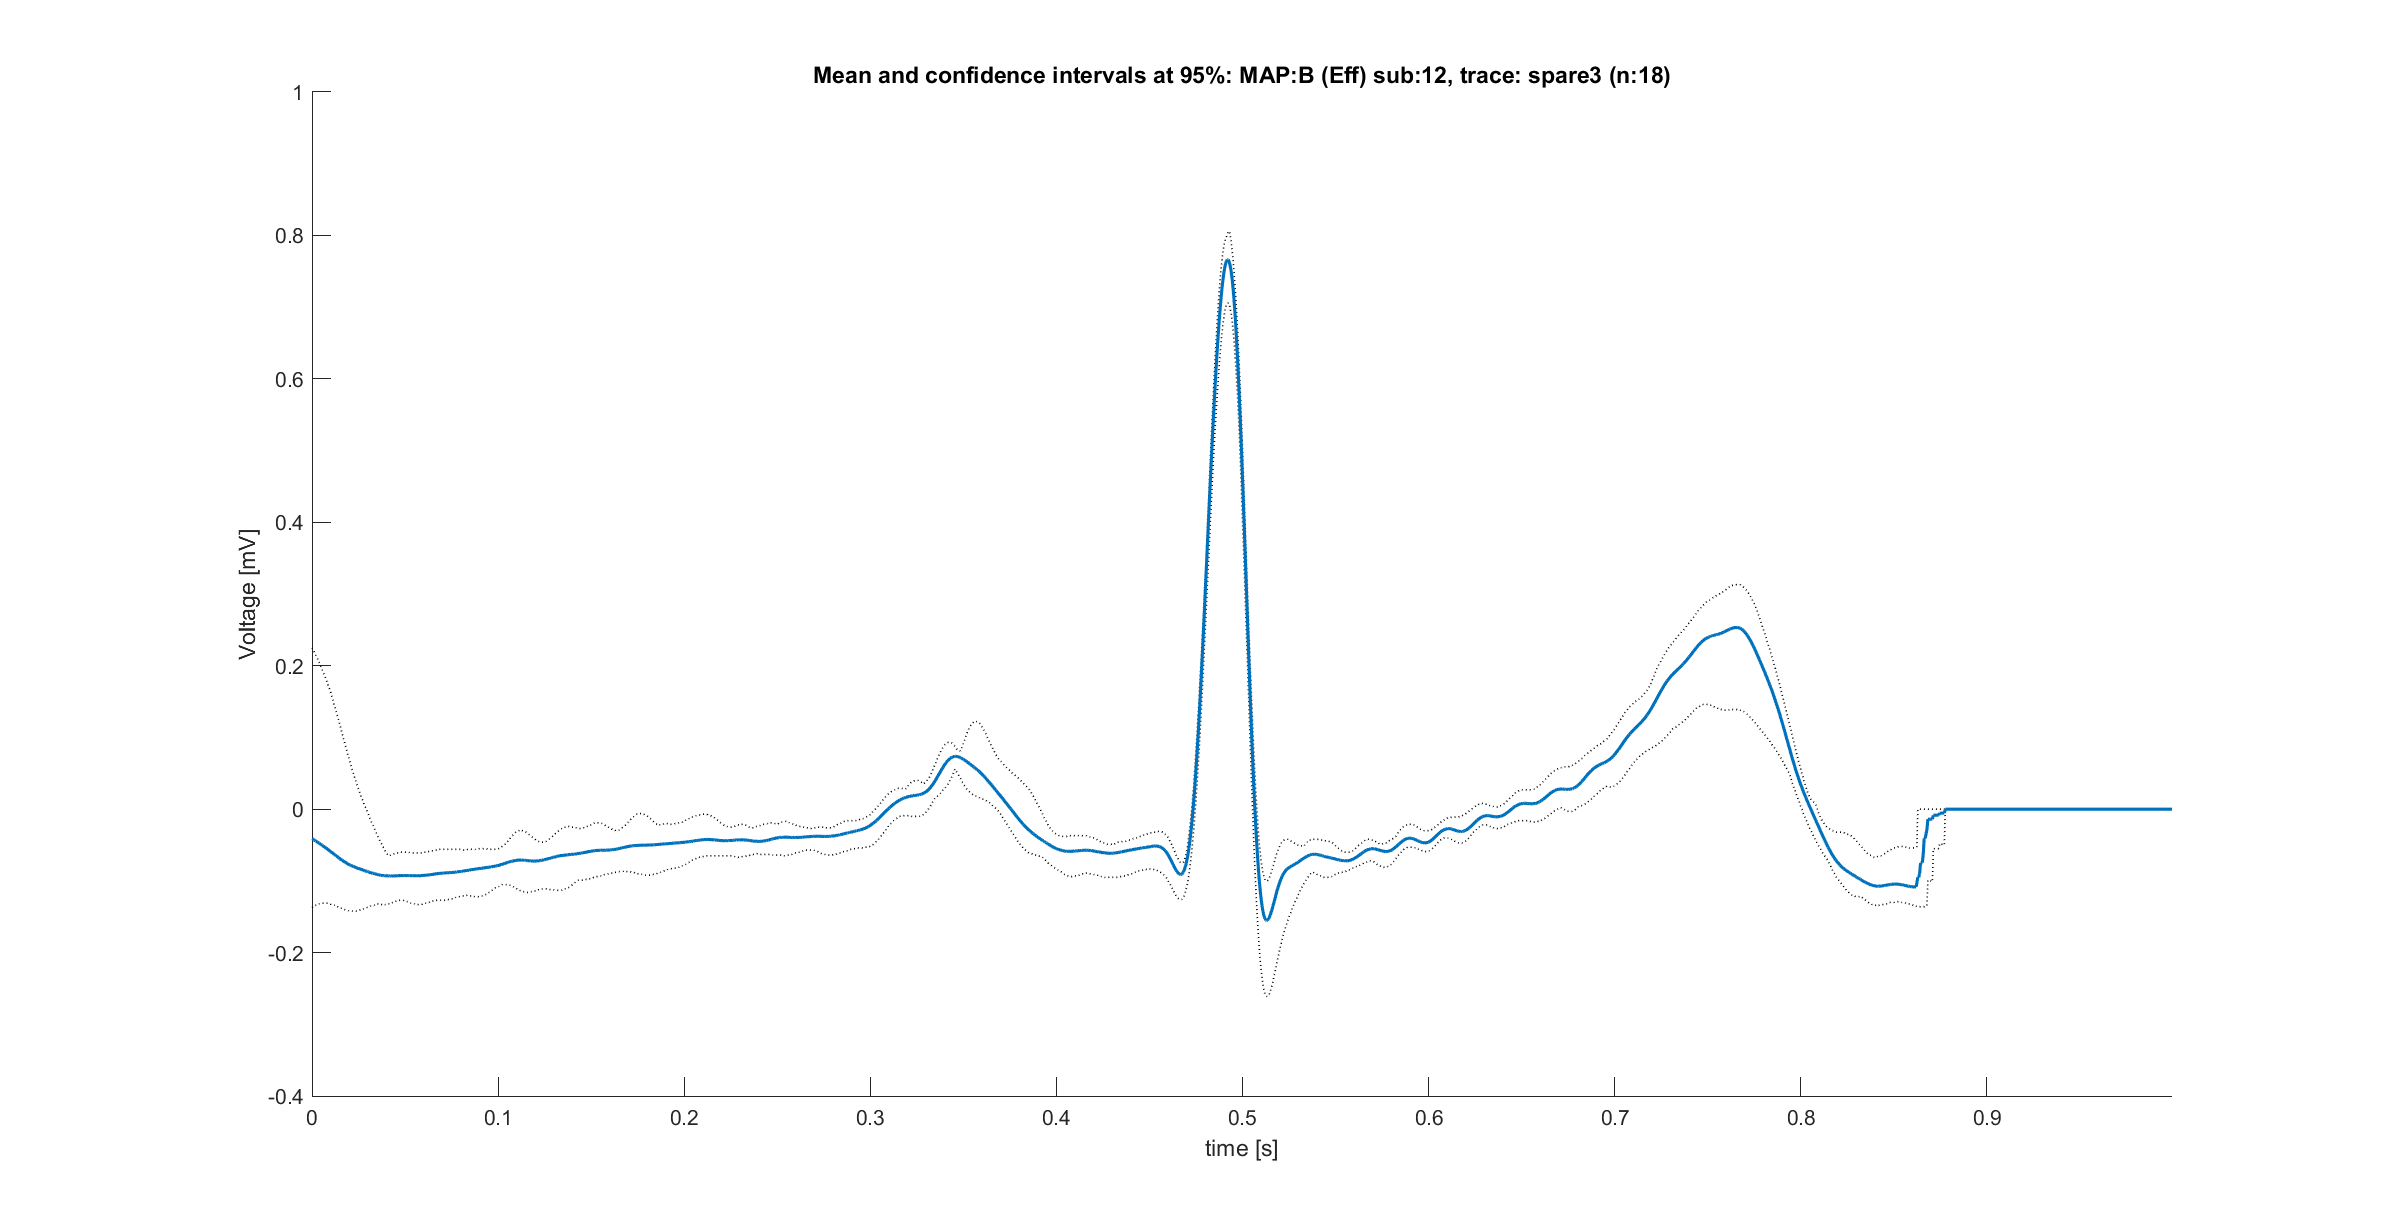 Mean and confidence intervals at 95%: MAP:B (Eff) sub:12, trace: spare3 (n:18)
1
0.8
0.6
0.4
0.2
0
-0.2
-0.4
Voltage [mV]
0 0.1 0.2 0.3 0.4 0.5 0.6 0.7 0.8 0.9
time [s]